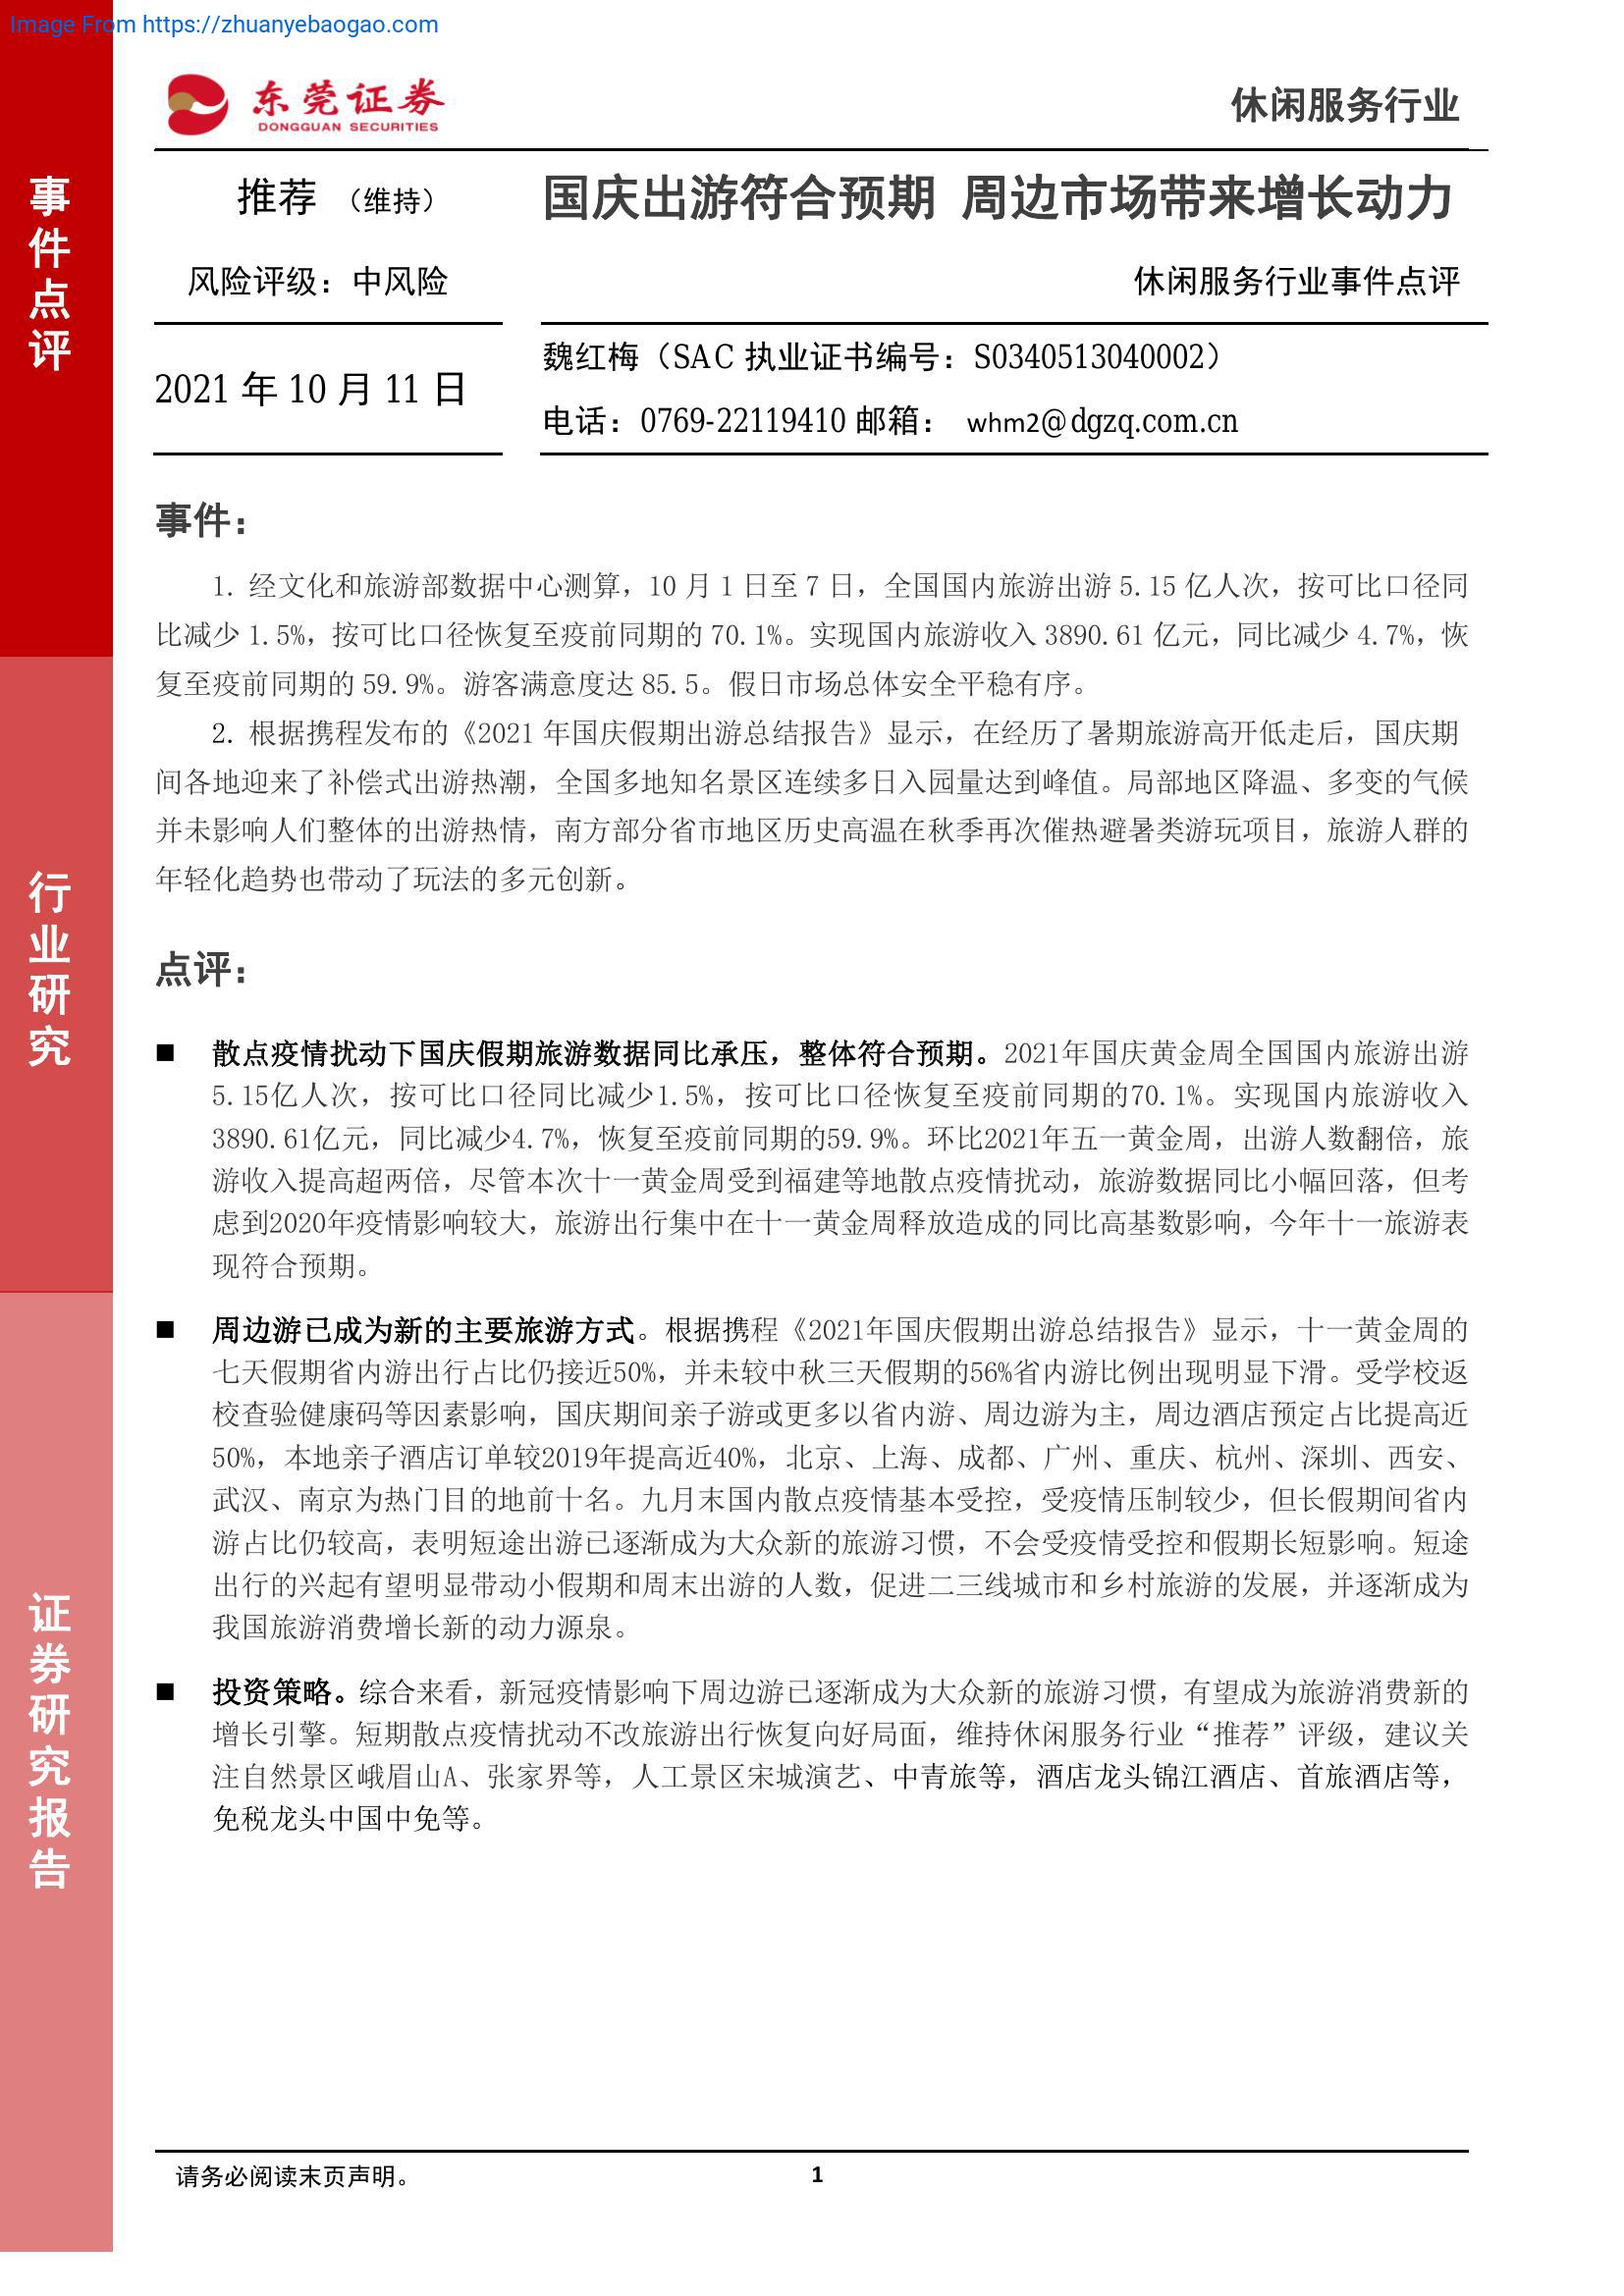 Image From https://zhuanyebaogao.com
东莞证券
DONGGUAN SECURITIES
休闲服务行业
事件点评
推荐 （维持）
国庆出游符合预期 周边市场带来增长动力
风险评级：中风险
休闲服务行业事件点评
2021 年 10 月 11 日
魏红梅（SAC 执业证书编号：S0340513040002）
电话：0769-22119410 邮箱： whm2@dgzq.com.cn
事件：
1. 经文化和旅游部数据中心测算，10 月 1 日至 7 日，全国国内旅游出游 5.15 亿人次，按可比口径同
比减少 1.5%，按可比口径恢复至疫前同期的 70.1%。实现国内旅游收入 3890.61 亿元，同比减少 4.7%，恢
复至疫前同期的 59.9%。游客满意度达 85.5。假日市场总体安全平稳有序。
2. 根据携程发布的《2021 年国庆假期出游总结报告》显示，在经历了暑期旅游高开低走后，国庆期
间各地迎来了补偿式出游热潮，全国多地知名景区连续多日入园量达到峰值。局部地区降温、多变的气候
并未影响人们整体的出游热情，南方部分省市地区历史高温在秋季再次催热避暑类游玩项目，旅游人群的
年轻化趋势也带动了玩法的多元创新。
行业研究
点评：
■ 散点疫情扰动下国庆假期旅游数据同比承压，整体符合预期。2021年国庆黄金周全国国内旅游出游
5.15亿人次，按可比口径同比减少1.5%，按可比口径恢复至疫前同期的70.1%。实现国内旅游收入
3890.61亿元，同比减少4.7%，恢复至疫前同期的59.9%。环比2021年五一黄金周，出游人数翻倍，旅
游收入提高超两倍，尽管本次十一黄金周受到福建等地散点疫情扰动，旅游数据同比小幅回落，但考
虑到2020年疫情影响较大，旅游出行集中在十一黄金周释放造成的同比高基数影响，今年十一旅游表
现符合预期。
■ 周边游已成为新的主要旅游方式。根据携程《2021年国庆假期出游总结报告》显示，十一黄金周的
七天假期省内游出行占比仍接近50%，并未较中秋三天假期的56%省内游比例出现明显下滑。受学校返
校查验健康码等因素影响，国庆期间亲子游或更多以省内游、周边游为主，周边酒店预定占比提高近
50%，本地亲子酒店订单较2019年提高近40%，北京、上海、成都、广州、重庆、杭州、深圳、西安、
武汉、南京为热门目的地前十名。九月末国内散点疫情基本受控，受疫情压制较少，但长假期间省内
游占比仍较高，表明短途出游已逐渐成为大众新的旅游习惯，不会受疫情受控和假期长短影响。短途
出行的兴起有望明显带动小假期和周末出游的人数，促进二三线城市和乡村旅游的发展，并逐渐成为
我国旅游消费增长新的动力源泉。
证券研究报告
■ 投资策略。综合来看，新冠疫情影响下周边游已逐渐成为大众新的旅游习惯，有望成为旅游消费新的
增长引擎。短期散点疫情扰动不改旅游出行恢复向好局面，维持休闲服务行业“推荐”评级，建议关
注自然景区峨眉山A、张家界等，人工景区宋城演艺、中青旅等，酒店龙头锦江酒店、首旅酒店等，
免税龙头中国中免等。
请务必阅读末页声明。
1